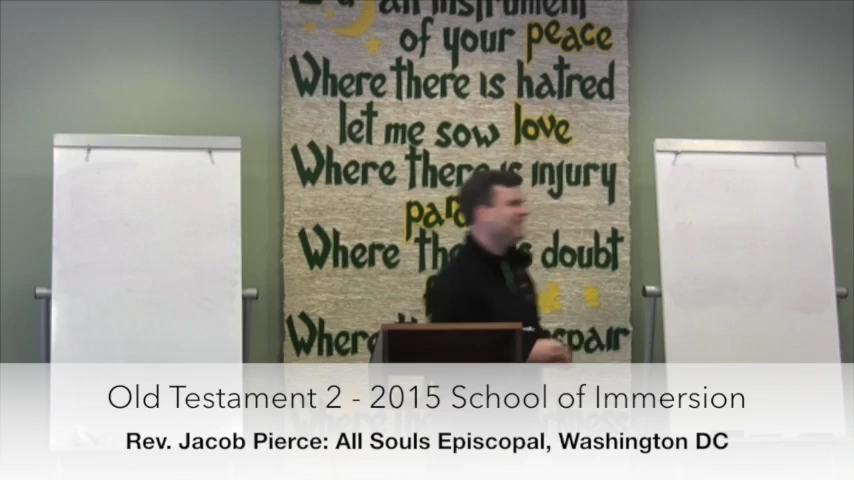 an instrument
of your peace
Where there is hatred
let me sow love
Where there is injury
Where doubt
Old Testament 2 - 2015 School of Immersion
Rev. Jacob Pierce: All Souls Episcopal, Washington DC